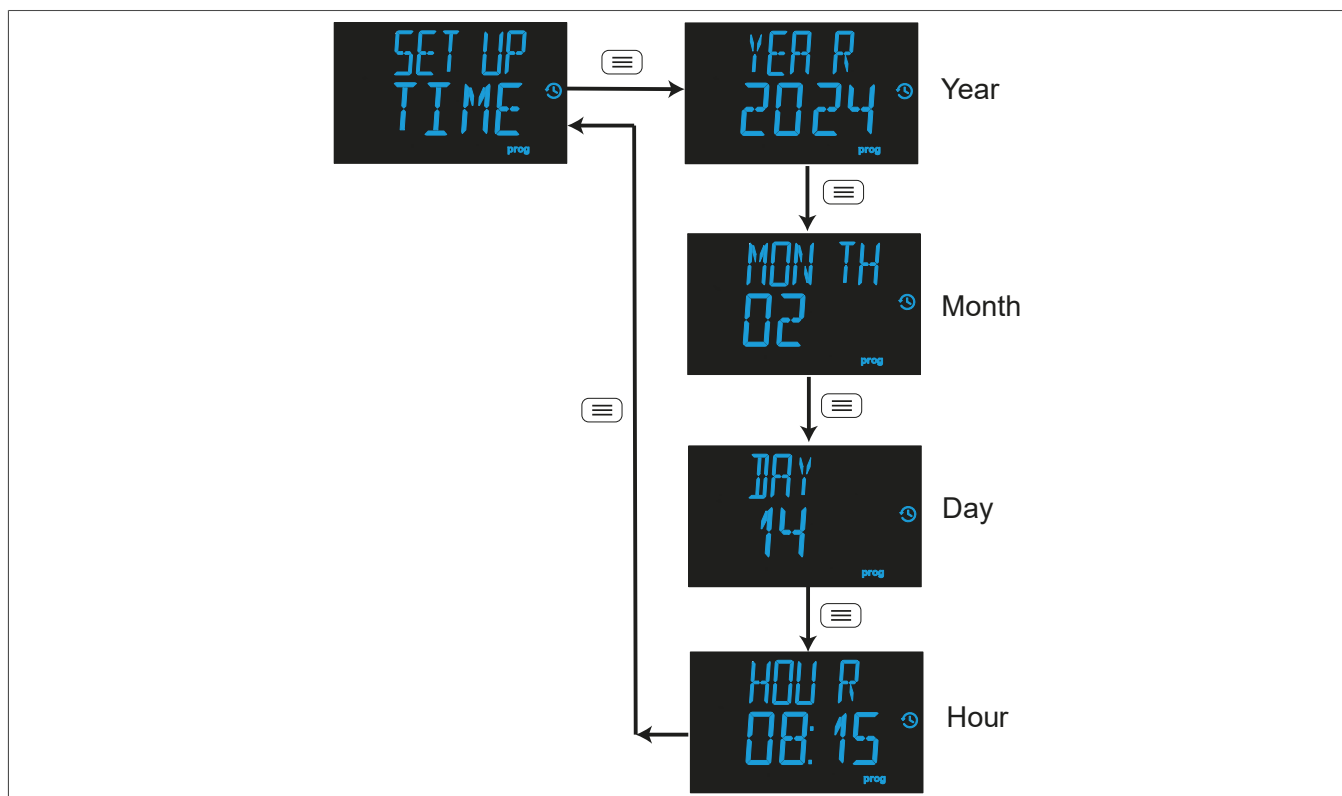 SET UP
TIME
prog
YEA R
2024
prog
Year
MON TH
02
prog
Month
DAY
14
prog
Day
HOU R
08:15
prog
Hour